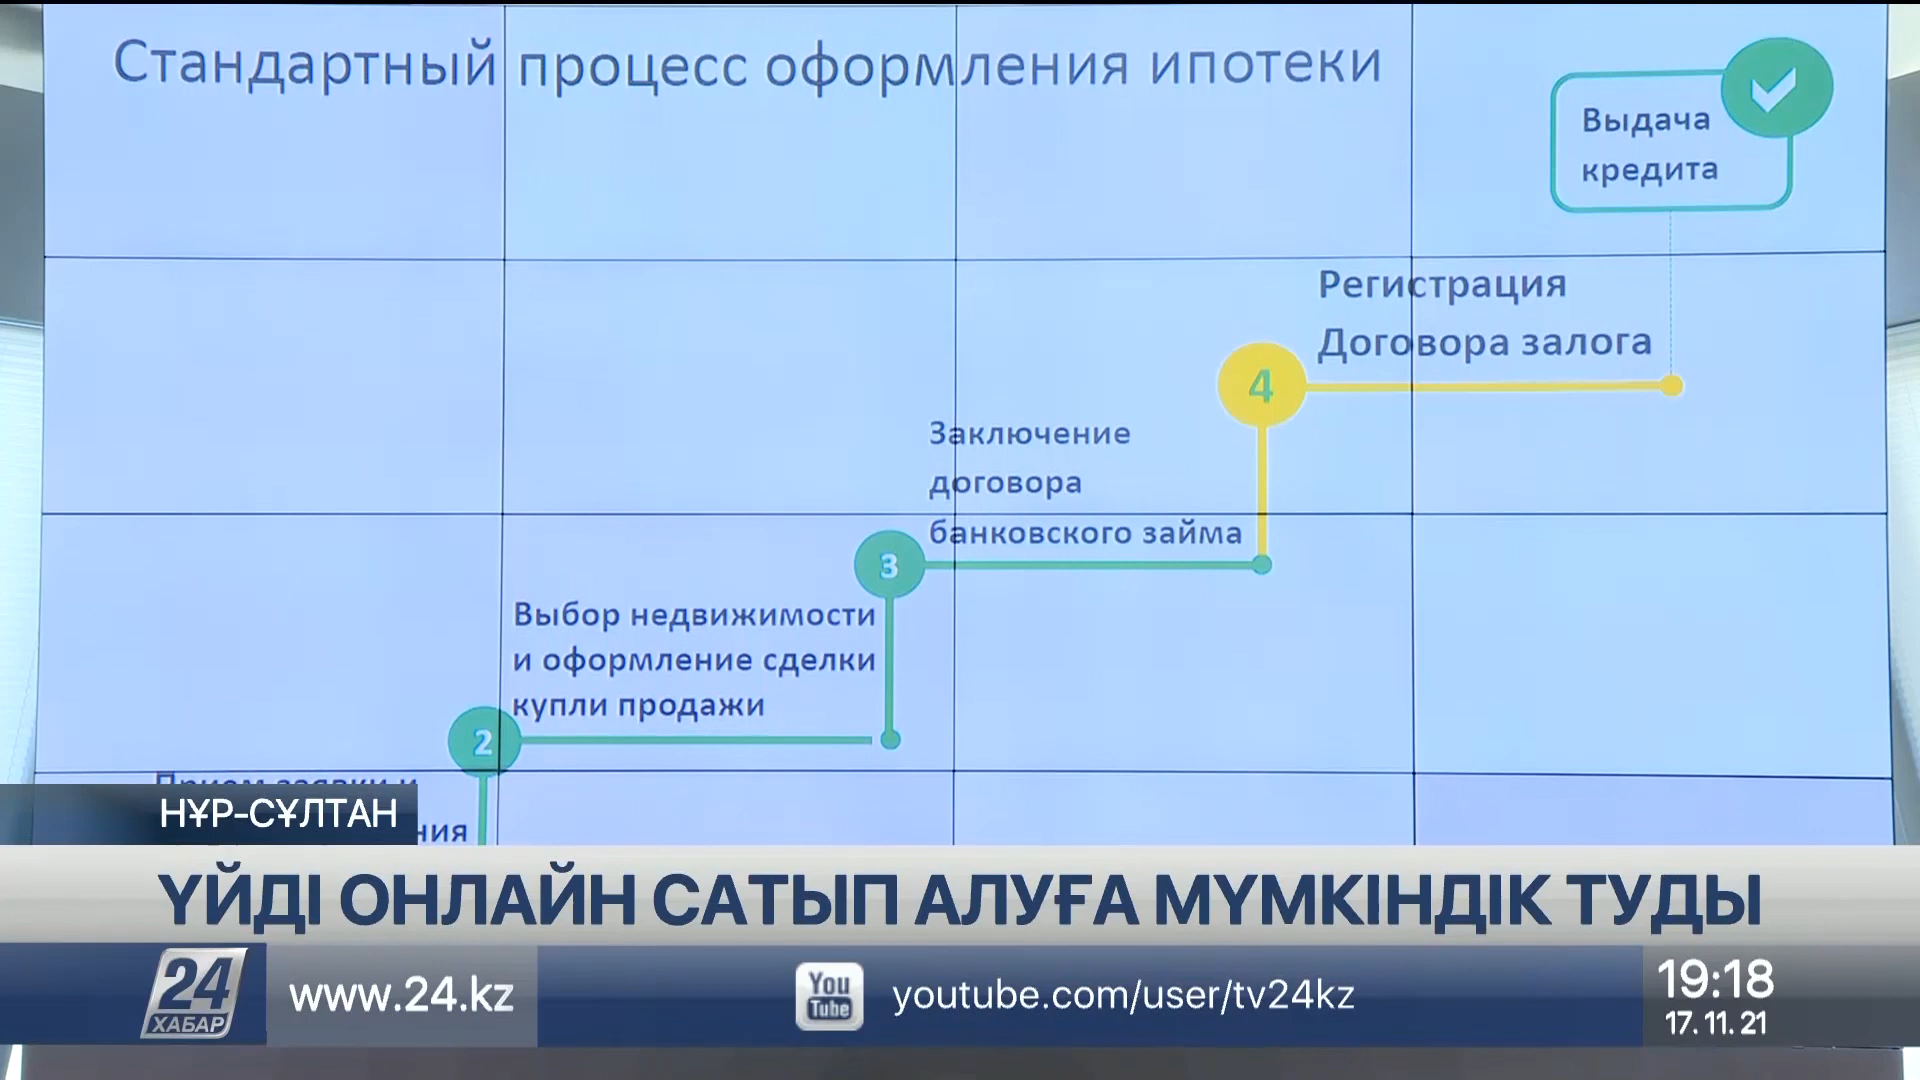 Стандартный процесс оформления ипотеки
Выдача
кредита
Регистрация
Договора залога
4
Заключение
договора
банковского займа
3
Выбор недвижимости
и оформление сделки
купли продажи
2
Прием заявки и
НҰР-СҰЛТАН
ҮЙДІ ОНЛАЙН САТЫП АЛУҒА МҮМКІНДІК ТУДЫ
24
ХАБАР
www.24.kz
You
Tube
youtube.com/user/tv24kz
19:18
17. 11. 21